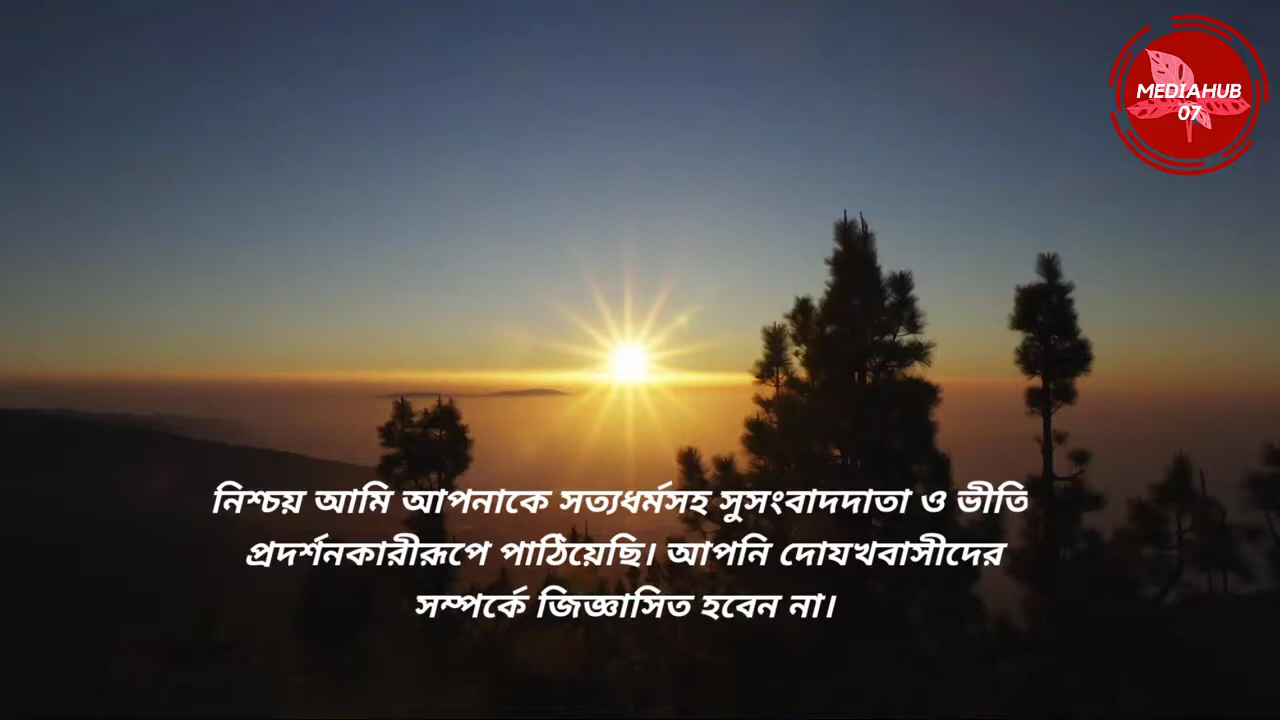 MEDIAHUB
07
নিশ্চয় আমি আপনাকে সত্যধর্মসহ সুসংবাদদাতা ও ভীতি
প্রদর্শনকারীরূপে পাঠিয়েছি। আপনি দোযখবাসীদের
সম্পর্কে জিজ্ঞাসিত হবেন না।